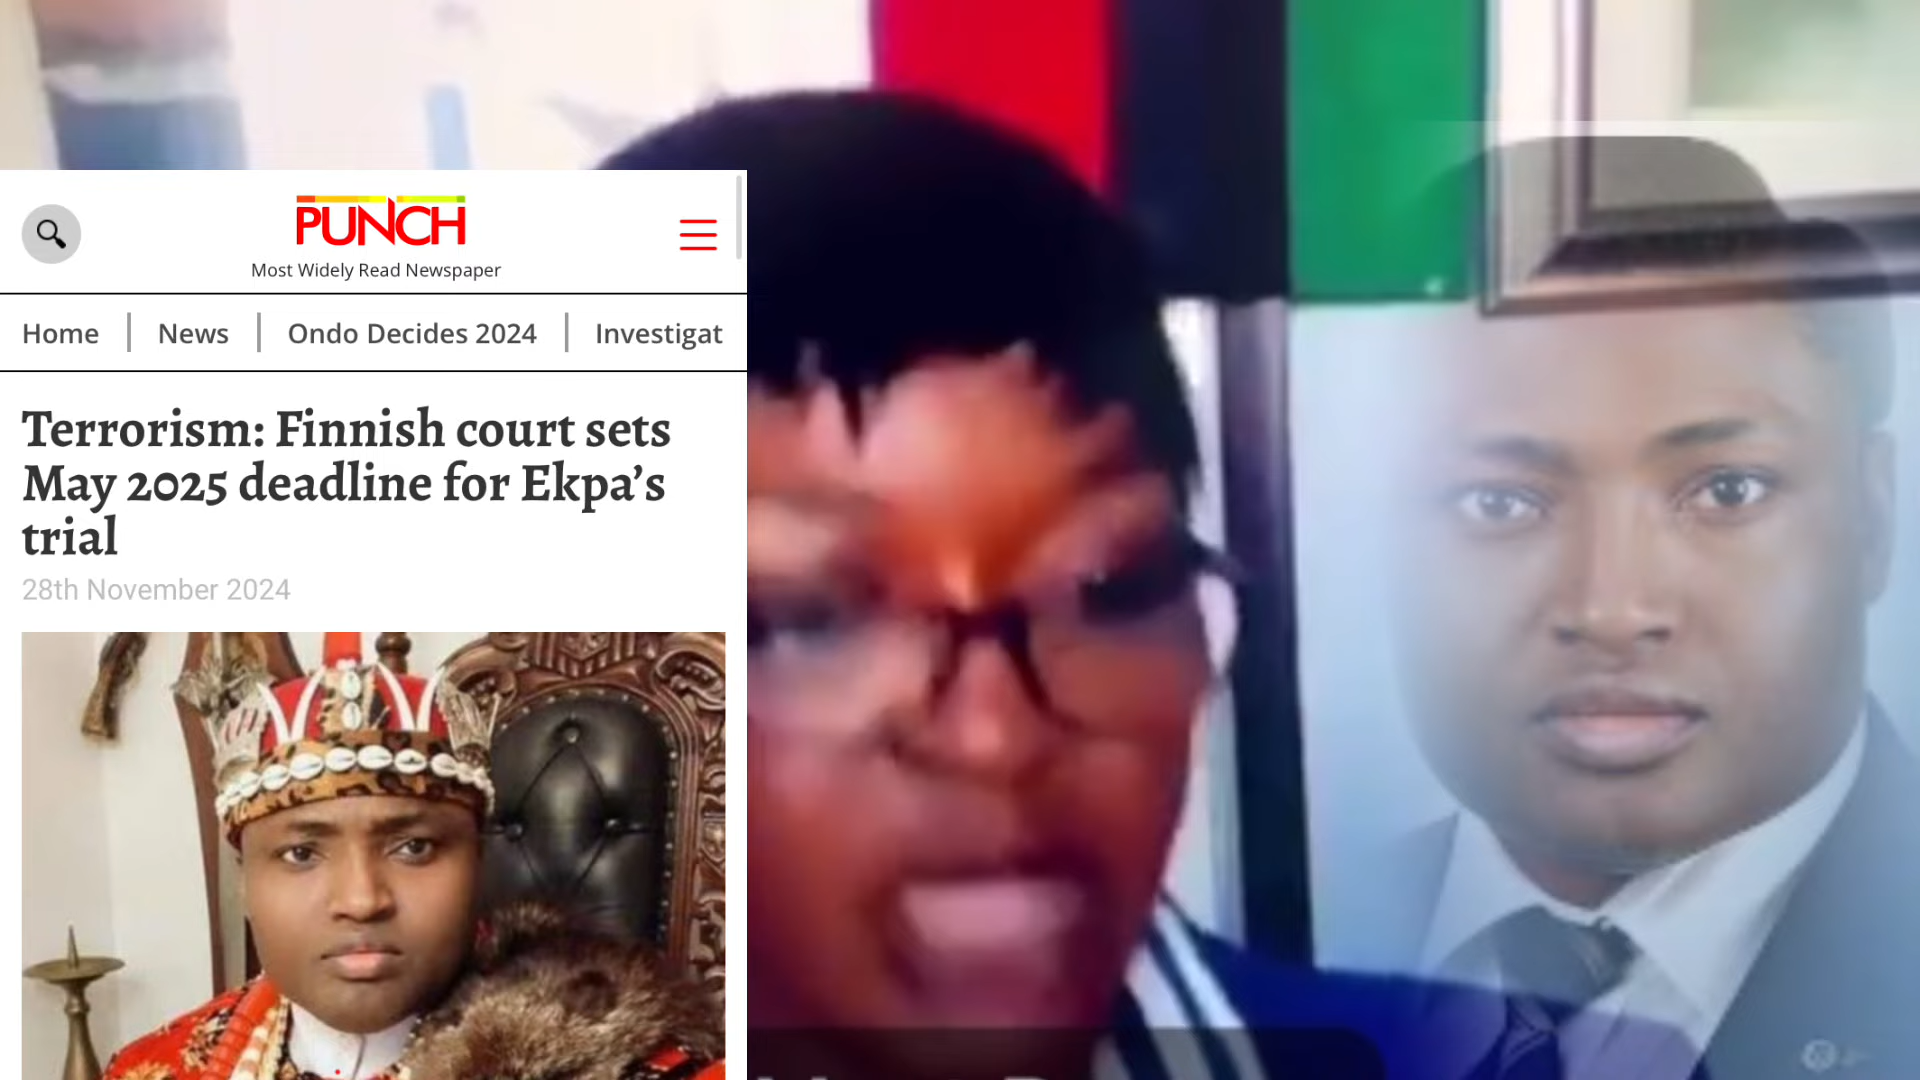 PUNCH
Most Widely Read Newspaper
Home
News
Ondo Decides 2024
Investigat
Terrorism: Finnish court sets
May 2025 deadline for Ekpa’s
trial
28th November 2024